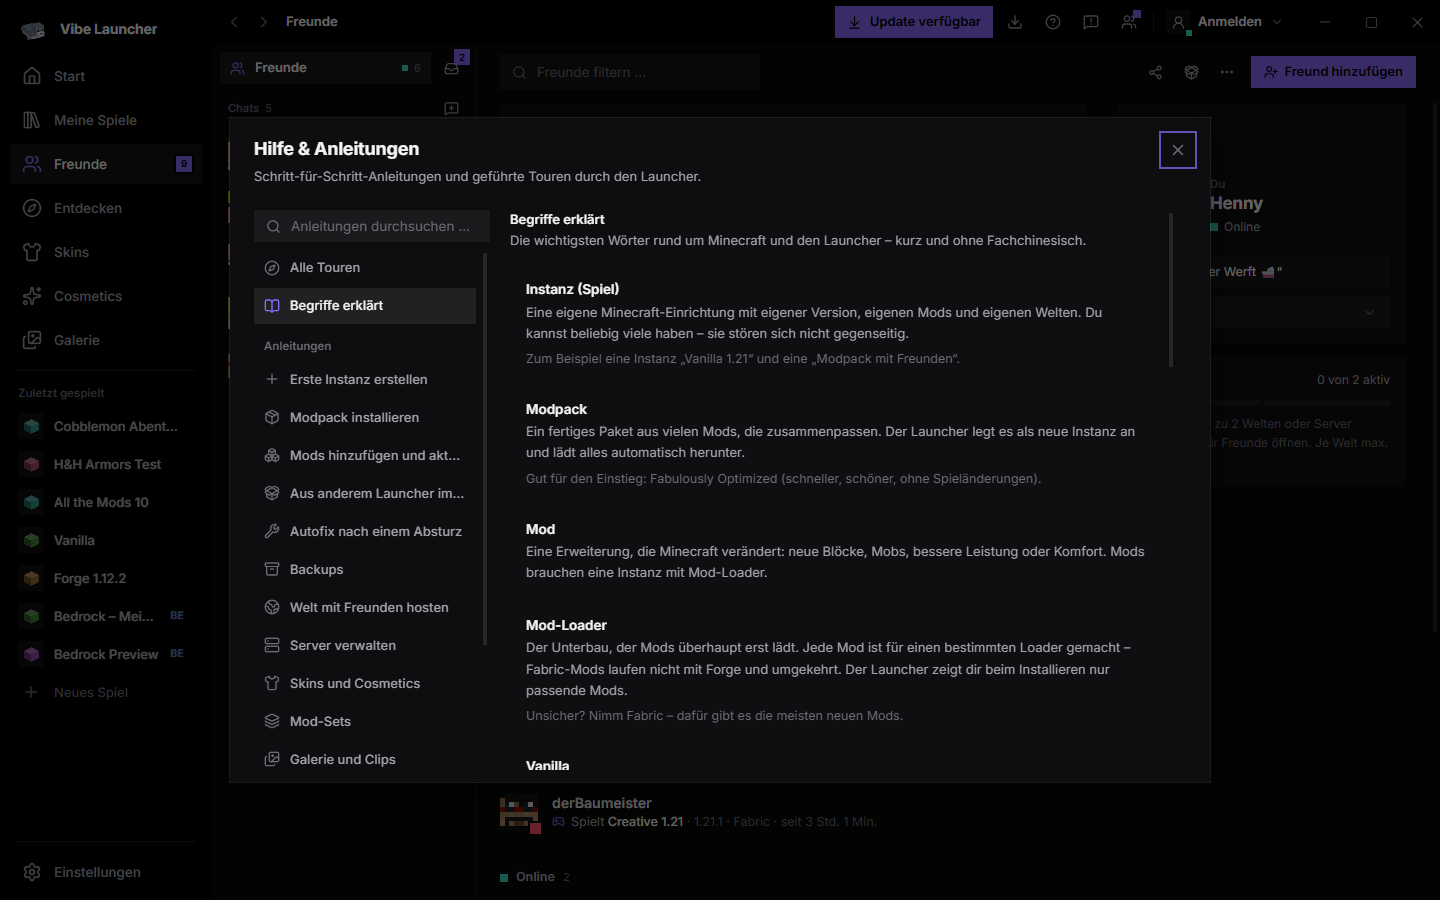 Vibe Launcher
Freunde
Update verfügbar
Anmelden
Start
Meine Spiele
Freunde
9
Entdecken
Skins
Cosmetics
Galerie
Zuletzt gespielt
Cobblemon Abent...
H&H Armors Test
All the Mods 10
Vanilla
Forge 1.12.2
Bedrock – Mei...
BE
Bedrock Preview
BE
Neues Spiel
Einstellungen
Freunde
6
2
Chats 5
Freunde filtern ...
Freund hinzufügen
Hilfe & Anleitungen
Schritt-für-Schritt-Anleitungen und geführte Touren durch den Launcher.
Anleitungen durchsuchen ...
Alle Touren
Begriffe erklärt
Anleitungen
Erste Instanz erstellen
Modpack installieren
Mods hinzufügen und akt...
Aus anderem Launcher im...
Autofix nach einem Absturz
Backups
Welt mit Freunden hosten
Server verwalten
Skins und Cosmetics
Mod-Sets
Galerie und Clips
Begriffe erklärt
Die wichtigsten Wörter rund um Minecraft und den Launcher – kurz und ohne Fachchinesisch.
Instanz (Spiel)
Eine eigene Minecraft-Einrichtung mit eigener Version, eigenen Mods und eigenen Welten. Du
kannst beliebig viele haben – sie stören sich nicht gegenseitig.
Zum Beispiel eine Instanz „Vanilla 1.21“ und eine „Modpack mit Freunden“.
Modpack
Ein fertiges Paket aus vielen Mods, die zusammenpassen. Der Launcher legt es als neue Instanz an
und lädt alles automatisch herunter.
Gut für den Einstieg: Fabulously Optimized (schneller, schöner, ohne Spieländerungen).
Mod
Eine Erweiterung, die Minecraft verändert: neue Blöcke, Mobs, bessere Leistung oder Komfort. Mods
brauchen eine Instanz mit Mod-Loader.
Mod-Loader
Der Unterbau, der Mods überhaupt erst lädt. Jede Mod ist für einen bestimmten Loader gemacht –
Fabric-Mods laufen nicht mit Forge und umgekehrt. Der Launcher zeigt dir beim Installieren nur
passende Mods.
Unsicher? Nimm Fabric – dafür gibt es die meisten neuen Mods.
Vanilla
Du
Henny
Online
er Werft 🚢“
0 von 2 aktiv
zu 2 Welten oder Server
Freunde öffnen. Je Welt max.
derBaumeister
Spielt Creative 1.21 · 1.21.1 · Fabric · seit 3 Std. 1 Min.
Online 2